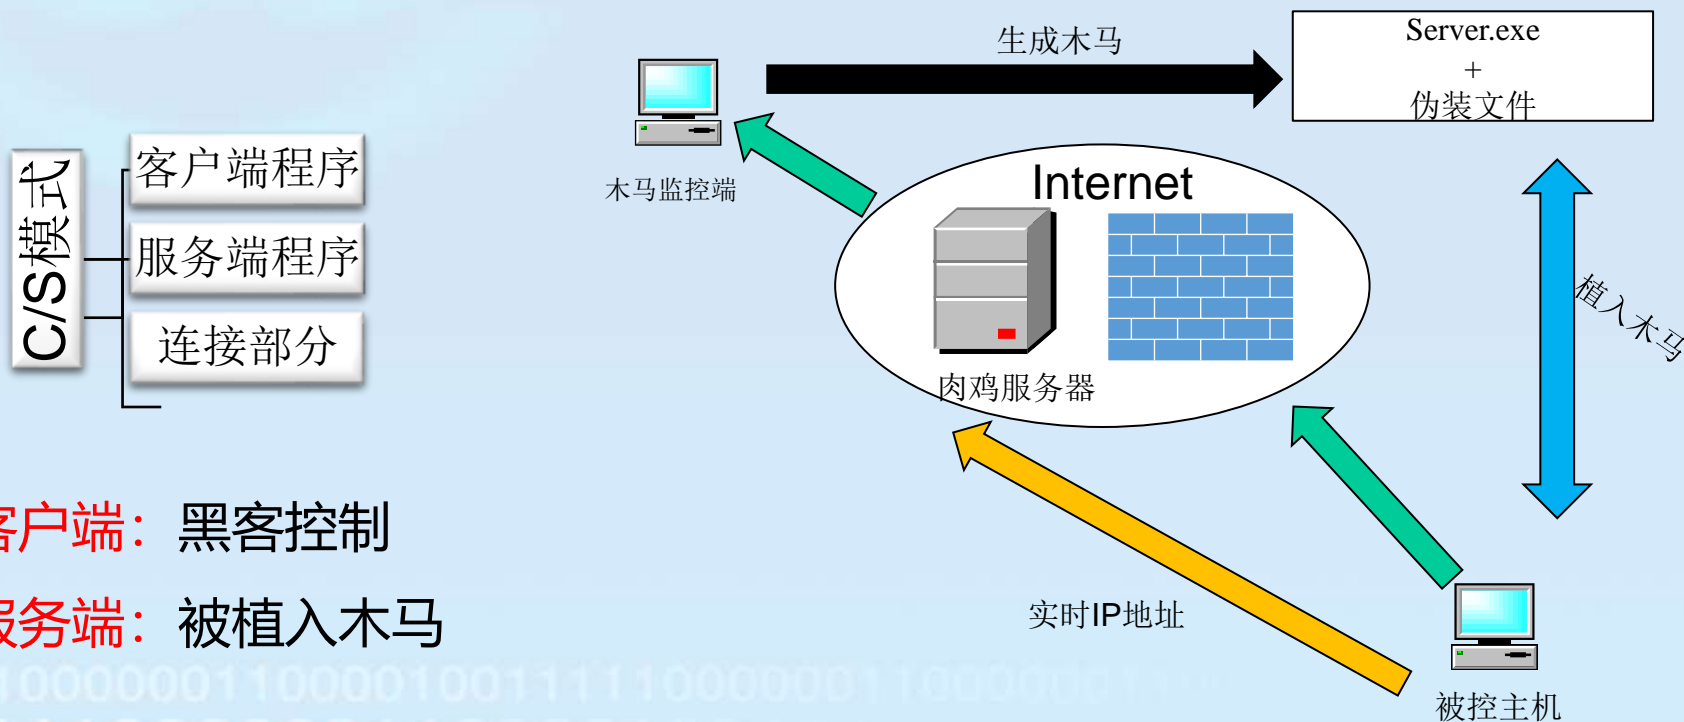 C/S模式
客户端程序
服务端程序
连接部分
客户端：黑客控制
服务端：被植入木马
生成木马
Server.exe
+
伪装文件
木马监控端
Internet
肉鸡服务器
植入木马
实时IP地址
被控主机